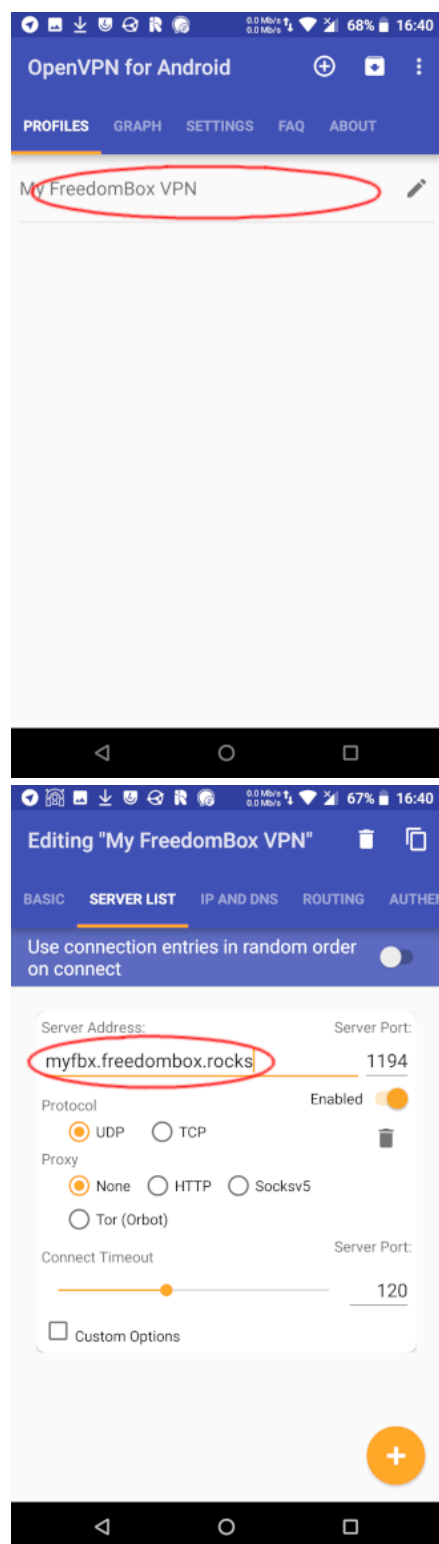 0.0 Mb/s
0.0 Mb/s
68% 16:40
OpenVPN for Android
PROFILES GRAPH SETTINGS FAQ ABOUT
My FreedomBox VPN
0.0 Mb/s
0.0 Mb/s
67% 16:40
Editing "My FreedomBox VPN"
BASIC SERVER LIST IP AND DNS ROUTING AUTHEN
Use connection entries in random order
on connect
Server Address: Server Port:
myfbx.freedombox.rocks 1194
Protocol Enabled
UDP TCP
Proxy
None HTTP Socksv5
Tor (Orbot)
Connect Timeout Server Port:
120
Custom Options